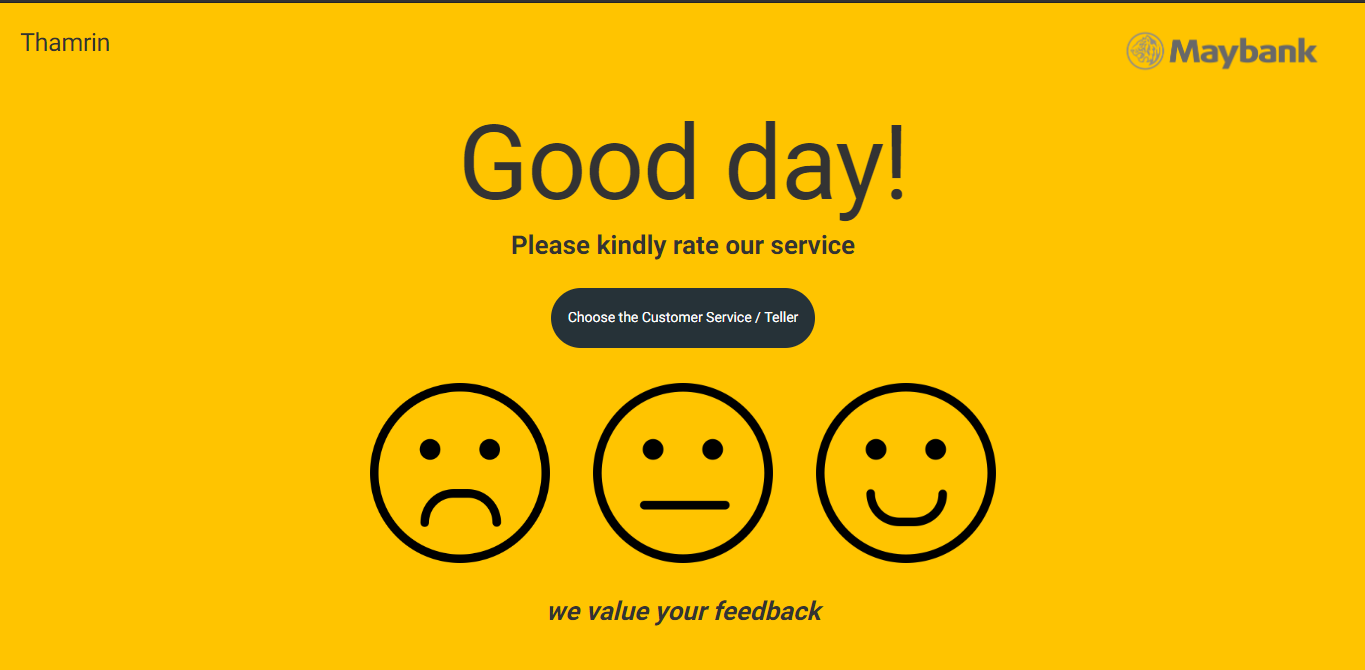 Thamrin
Maybank
Good day!
Please kindly rate our service
Choose the Customer Service / Teller
we value your feedback